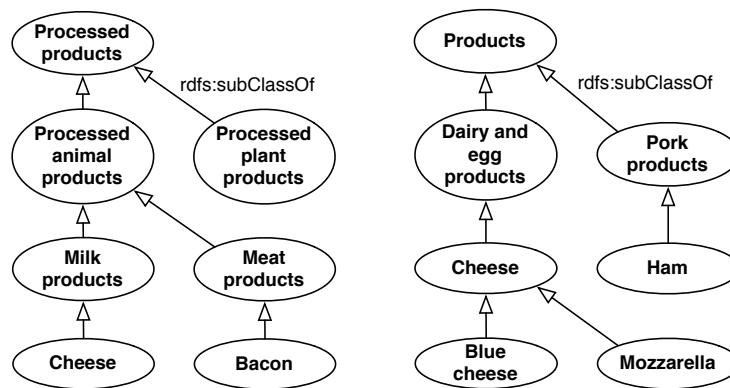 Processed
products
rdfs:subClassOf
Processed
animal
products
Processed
plant
products
Milk
products
Meat
products
Cheese
Bacon
Products
rdfs:subClassOf
Dairy and
egg
products
Pork
products
Cheese
Ham
Blue
cheese
Mozzarella